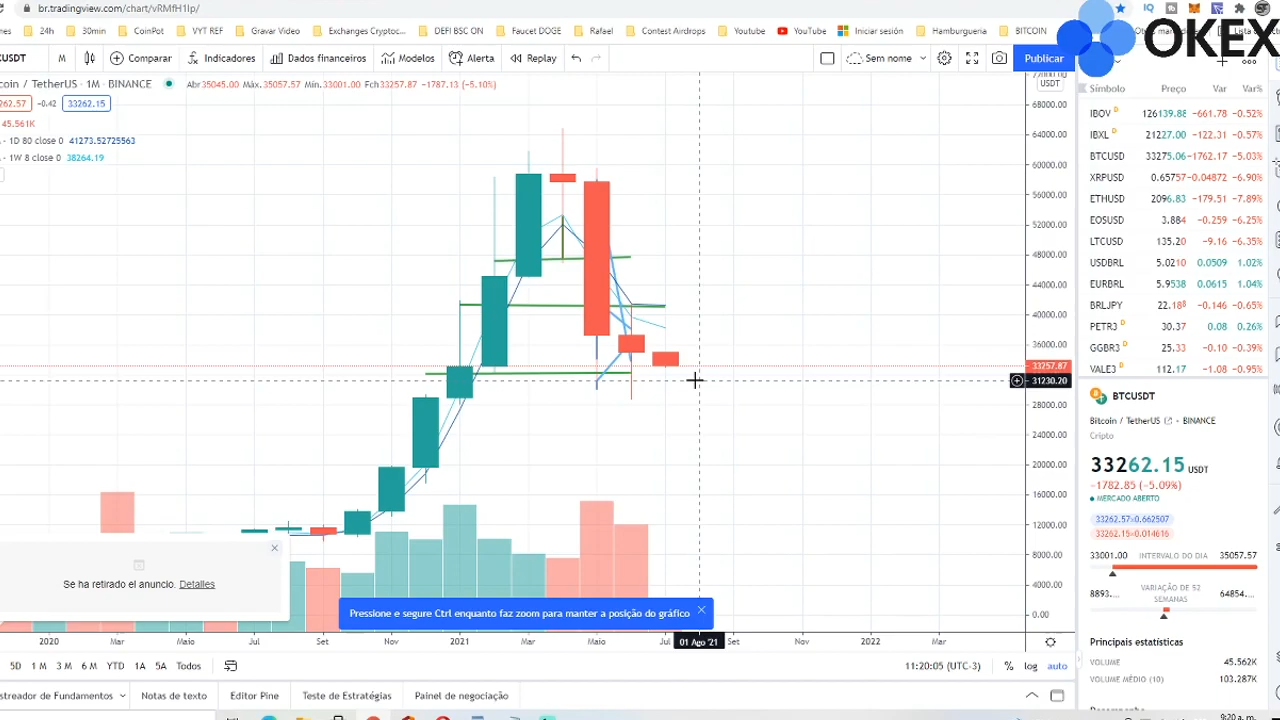 br.tradingview.com/chart/vRMfH1lp/
24h 30min CoinPot VYT REF Gravar Video Exchanges Cryptoc... DEFI BSC HOGE Rafael Contest Airdrops Youtube YouTube Iniciar sesión Hamburgueria BITCOIN
OKEX
CUSDT M Comparar Indicadores Dados financeiros Modelos Alerta Replay Sem nome Publicar
coin / TetherUS · 1M · BINANCE Abr35045.00 Máx.35057.57 33257.87 −1787.13 (−5.10%)
262.57 −0.42 33262.15
45.561K
1D 80 close 0 41273.52725563
1W 8 close 0 38264.19
USDT
68000.00
64000.00
60000.00
56000.00
52000.00
48000.00
44000.00
40000.00
36000.00
33257.87
31230.20
28000.00
24000.00
20000.00
16000.00
12000.00
8000.00
4000.00
0.00
Símbolo Preço Var Var%
IBOV D 126139.88 −661.78 −0.52%
IBXL D 21227.00 −122.31 −0.57%
BTCUSD 33275.06 −1762.17 −5.03%
XRPUSD 0.65757 −0.04872 −6.90%
ETHUSD 2096.83 −179.51 −7.89%
EOSUSD 3.884 −0.259 −6.25%
LTCUSD 135.20 −9.16 −6.35%
USDBRL 5.0210 0.0509 1.02%
EURBRL 5.9538 0.0615 1.04%
BRLJPY 22.188 −0.146 −0.65%
PETR3 D 30.37 0.08 0.26%
GGBR3 D 25.33 −0.10 −0.39%
VALE3 D 112.17 −1.08 −0.95%
BTCUSDT
Bitcoin / TetherUS · BINANCE
Cripto
33262.15 USDT
−1782.85 (−5.09%)
MERCADO ABERTO
33262.57×0.662507
33262.15×0.014616
33001.00 INTERVALO DO DIA 35057.57
8893.... VARIAÇÃO DE 52 SEMANAS 64854....
Principais estatísticas
VOLUME 45.562K
VOLUME MÉDIO (10) 103.287K
Se ha retirado el anuncio. Detalles
Pressione e segure Ctrl enquanto faz zoom para manter a posição do gráfico
2020 Mar Maio Jul Set Nov 2021 Mar Maio Jul 01 Ago '21 Set Nov 2022 Mar
5D 1M 3M 6M YTD 1A 5A Todos 11:20:05 (UTC-3) % log auto
streador de Fundamentos Notas de texto Editor Pine Teste de Estratégias Painel de negociação
9:20 a. m.